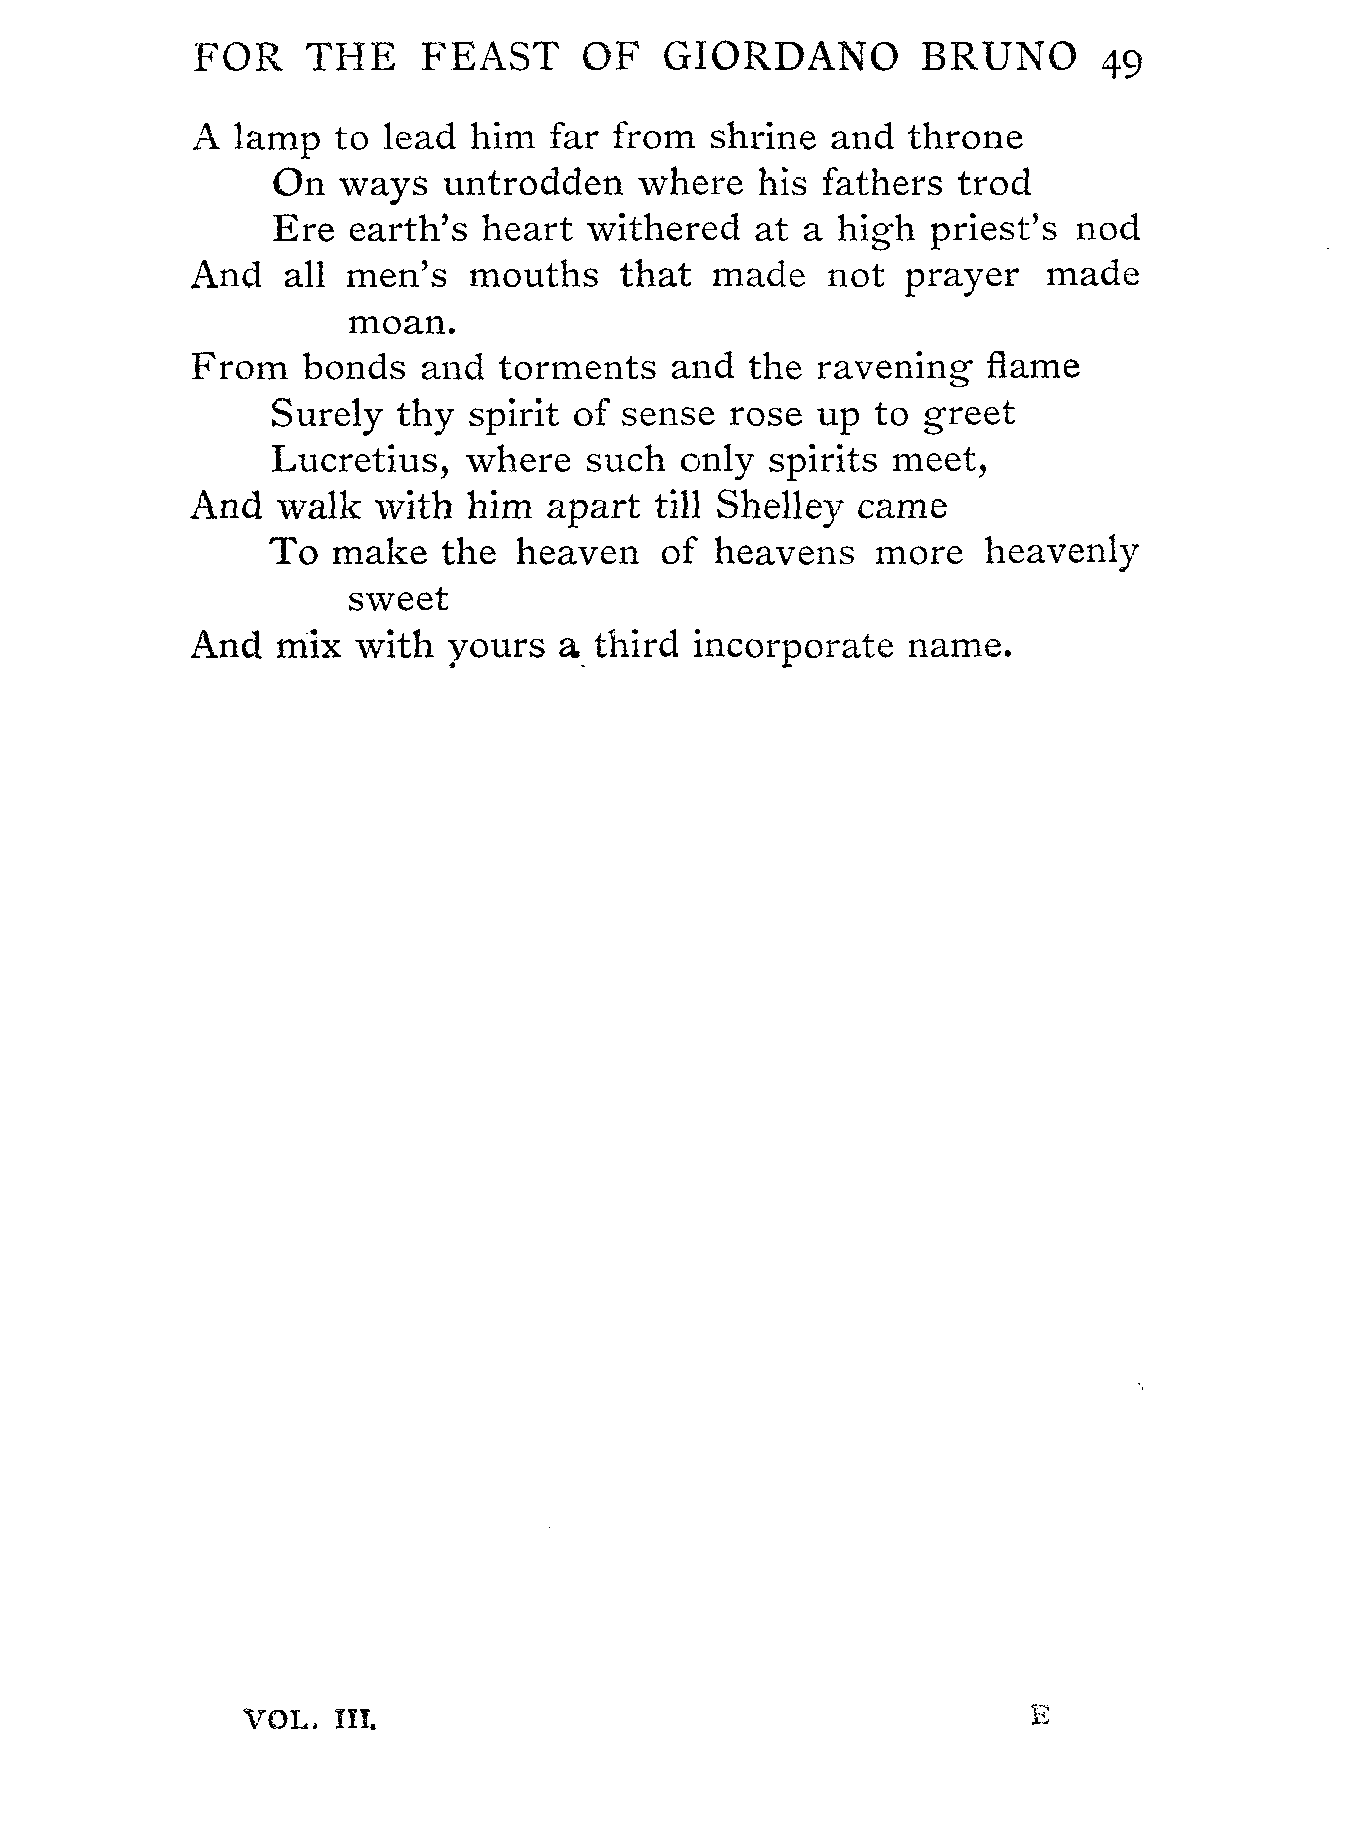 FOR THE FEAST OF GIORDANO BRUNO 49
A lamp to lead him far from shrine and throne
On ways untrodden where his fathers trod
Ere earth's heart withered at a high priest's nod
And all men's mouths that made not prayer made
moan.
From bonds and torments and the ravening flame
Surely thy spirit of sense rose up to greet
Lucretius, where such only spirits meet,
And walk with him apart till Shelley came
To make the heaven of heavens more heavenly
sweet
And mix with yours a third incorporate name.
VOL. III. E